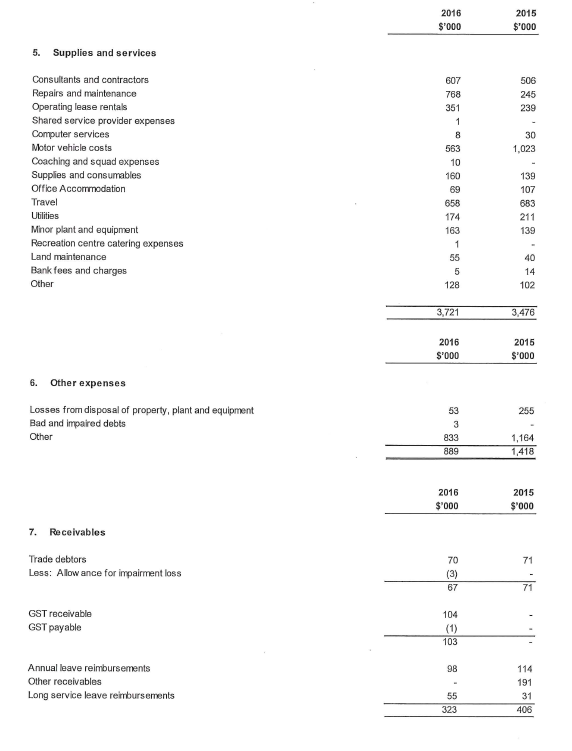 2016 2015
$'000 $'000
5. Supplies and services
Consultants and contractors 607 506
Repairs and maintenance 768 245
Operating lease rentals 351 239
Shared service provider expenses 1 -
Computer services 8 30
Motor vehicle costs 563 1,023
Coaching and squad expenses 10 -
Supplies and consumables 160 139
Office Accommodation 69 107
Travel 658 683
Utilities 174 211
Minor plant and equipment 163 139
Recreation centre catering expenses 1 -
Land maintenance 55 40
Bank fees and charges 5 14
Other 128 102
3,721 3,476
2016 2015
$'000 $'000
6. Other expenses
Losses from disposal of property, plant and equipment 53 255
Bad and impaired debts 3 -
Other 833 1,164
889 1,418
2016 2015
$'000 $'000
7. Receivables
Trade debtors 70 71
Less: Allowance for impairment loss (3) -
67 71
GST receivable 104 -
GST payable (1) -
103 -
Annual leave reimbursements 98 114
Other receivables - 191
Long service leave reimbursements 55 31
323 406